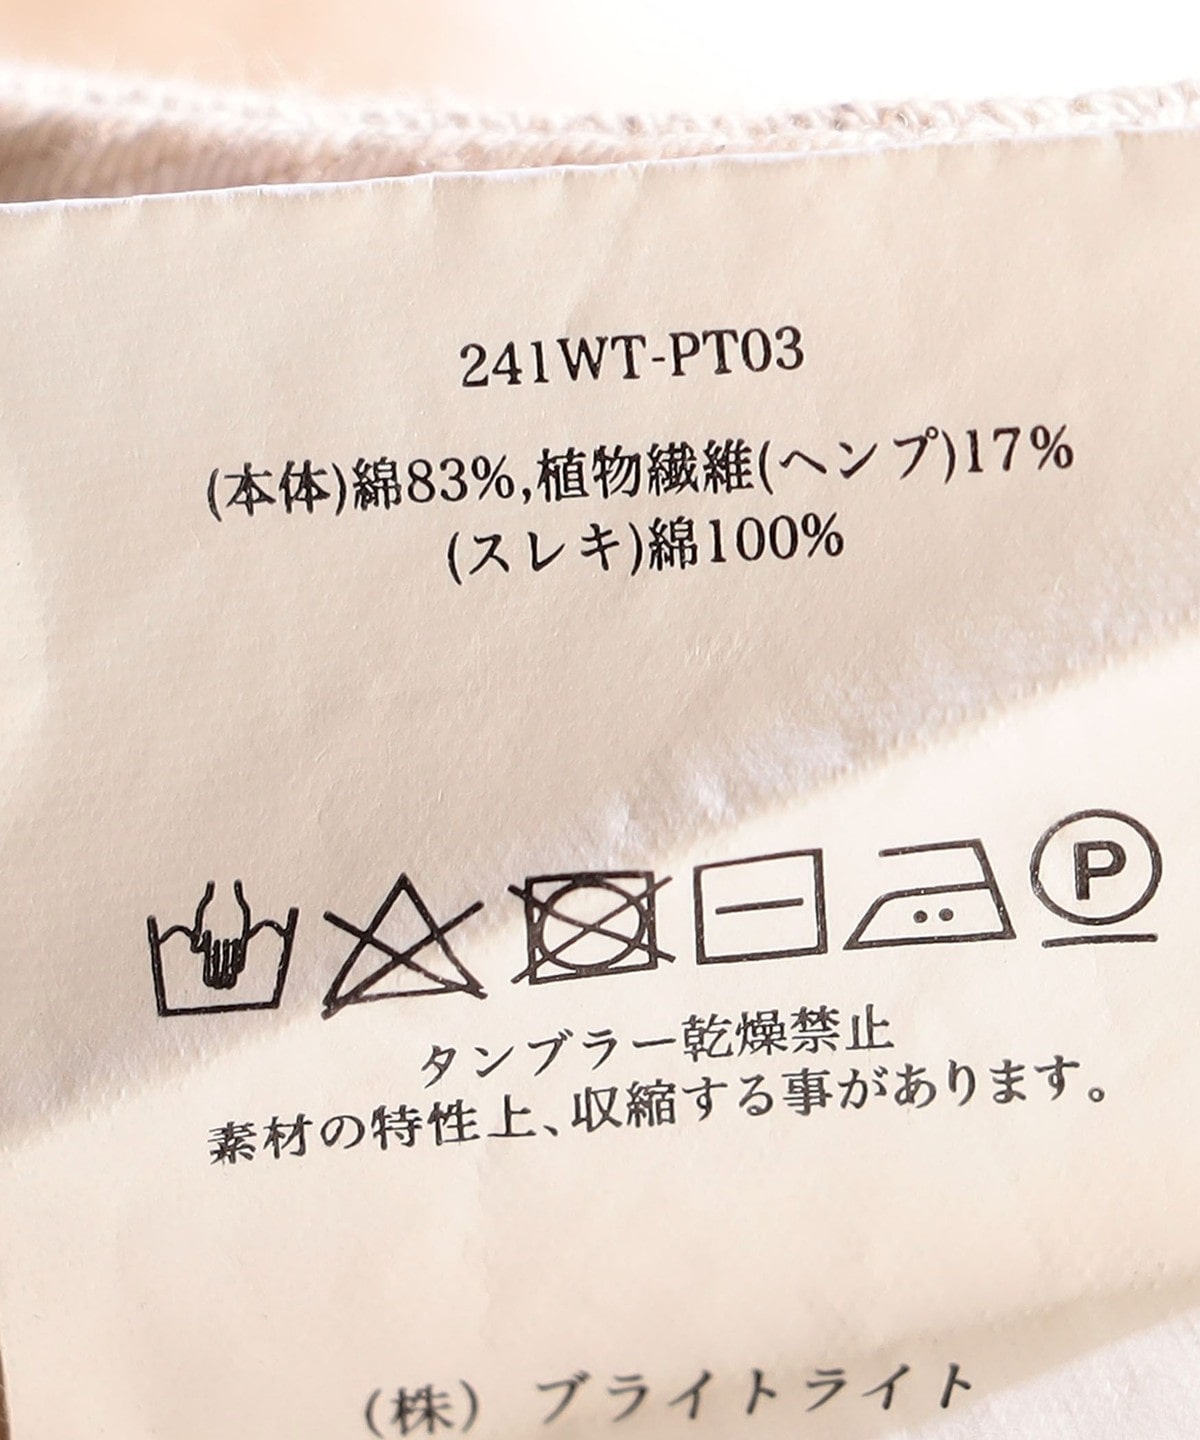 241WT-PT03
(本体)綿83%,植物繊維(ヘンプ)17%
(スレキ)綿100%
P
タンブラー乾燥禁止
素材の特性上、収縮する事があります。
(株) ブライトライト